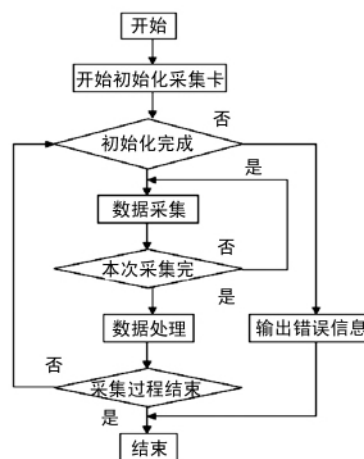 开始
开始初始化采集卡
否
初始化完成
是
数据采集
否
本次采集完
是
数据处理
输出错误信息
否
采集过程结束
是
结束